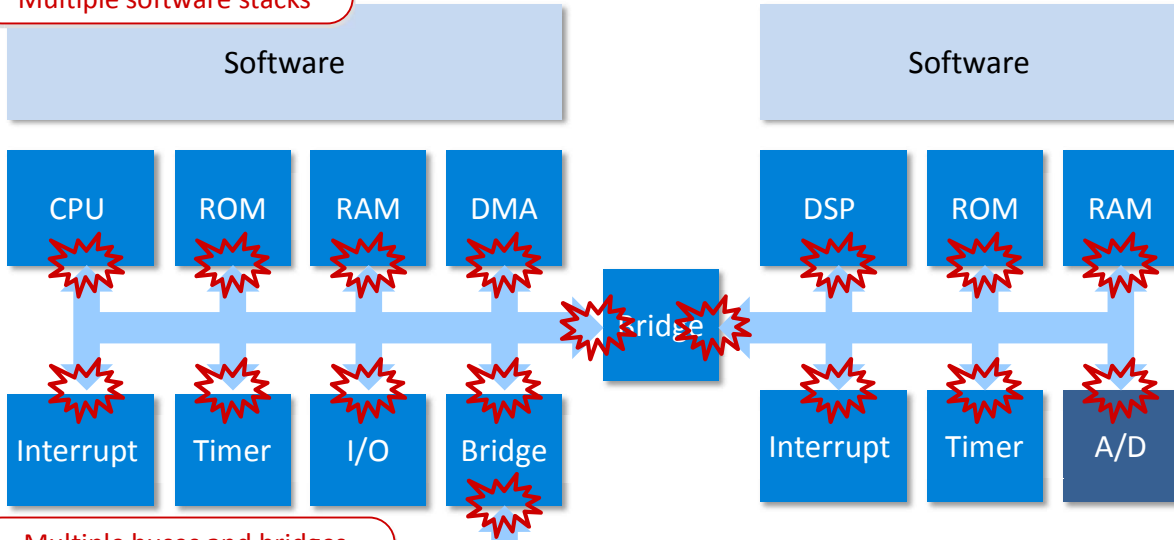 Multiple software stacks
Software
Software
CPU
ROM
RAM
DMA
DSP
ROM
RAM
Bridge
Interrupt
Timer
I/O
Bridge
Interrupt
Timer
A/D
Multiple buses and bridges